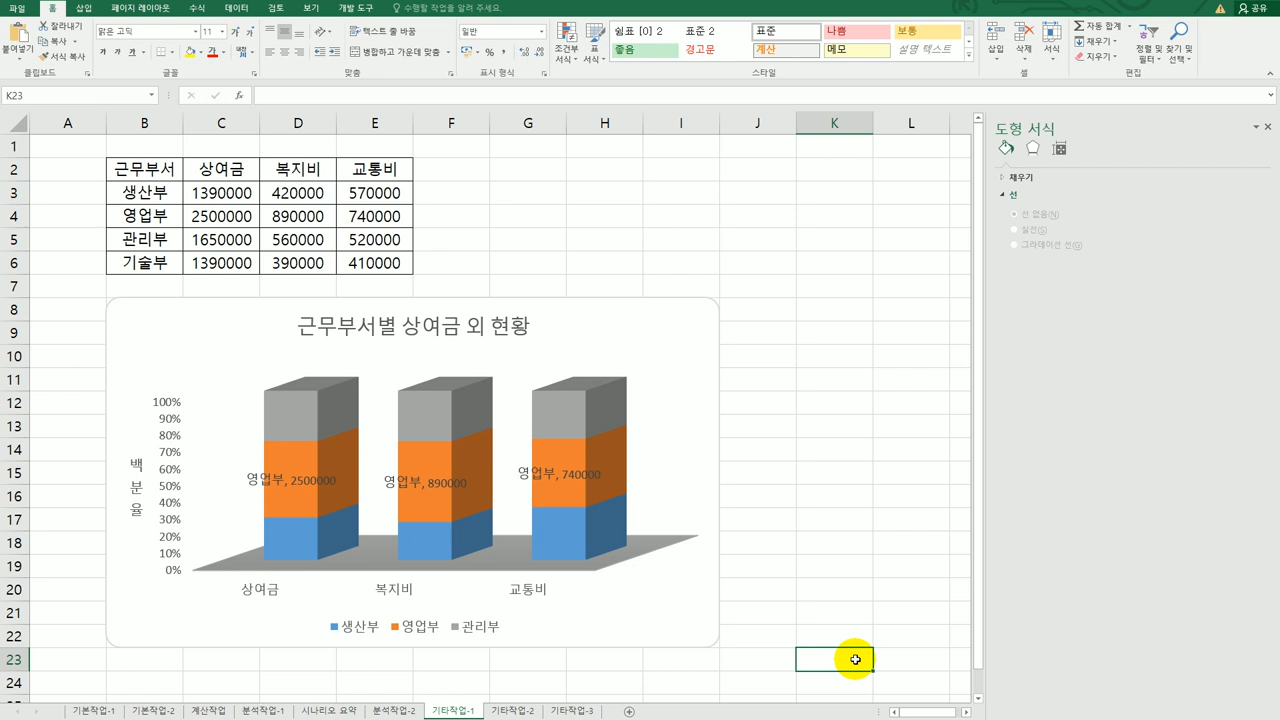 파일 홈 삽입 페이지 레이아웃 수식 데이터 검토 보기 개발 도구 수행할 작업을 알려 주세요. 공유
붙여넣기 잘라내기 복사 서식 복사 클립보드
맑은 고딕 11 가 가 가 글꼴
텍스트 줄 바꿈 병합하고 가운데 맞춤 맞춤
일반 % 표시 형식
조건부 서식 표 서식
쉼표 [0] 2 표준 2 표준 나쁨 보통
좋음 경고문 계산 메모 설명 텍스트
스타일
삽입 삭제 서식 셀
자동 합계 채우기 지우기 정렬 및 필터 찾기 및 선택 편집
K23 fx
A B C D E F G H I J K L
1
2 근무부서 상여금 복지비 교통비
3 생산부 1390000 420000 570000
4 영업부 2500000 890000 740000
5 관리부 1650000 560000 520000
6 기술부 1390000 390000 410000
7
8
9
10
11
12
13
14
15
16
17
18
19
20
21
22
23
24
근무부서별 상여금 외 현황
100%
90%
80%
70%
60%
50%
40%
30%
20%
10%
0%
백분율
영업부, 2500000 영업부, 890000 영업부, 740000
상여금 복지비 교통비
생산부 영업부 관리부
도형 서식
채우기
선
선 없음(N)
실선(S)
그라데이션 선(G)
기본작업-1 기본작업-2 계산작업 분석작업-1 시나리오 요약 분석작업-2 기타작업-1 기타작업-2 기타작업-3